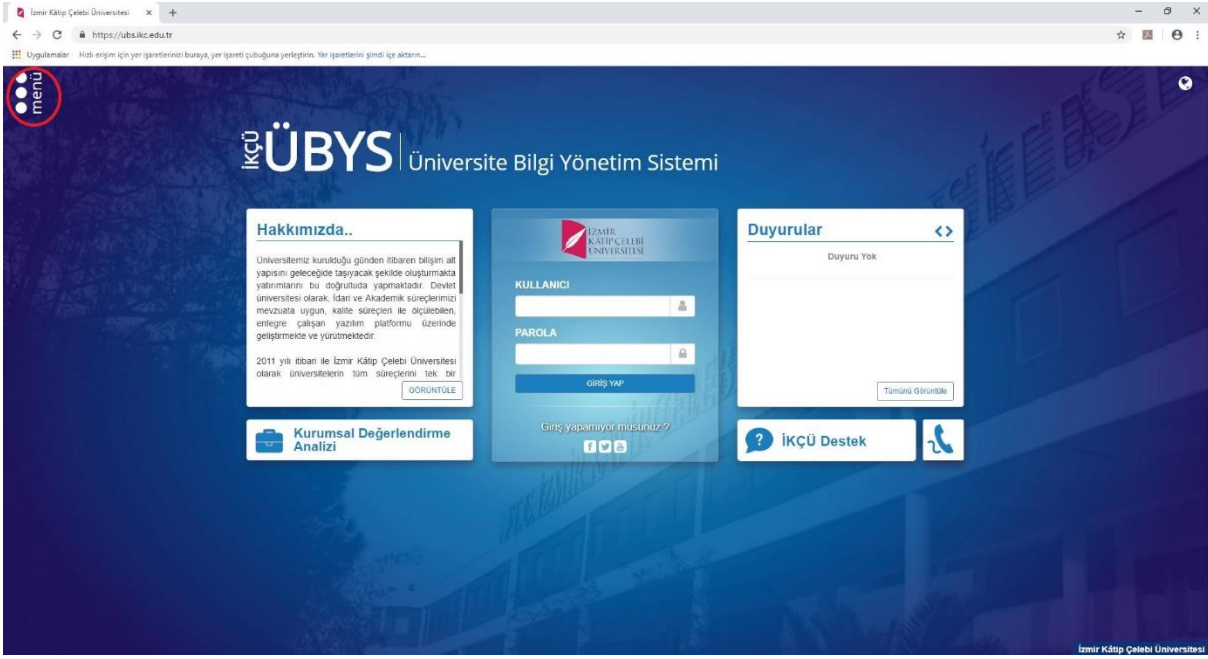 İzmir Kâtip Çelebi Üniversitesi
https://ubs.ikc.edu.tr
Uygulamalar Hızlı erişim için yer işaretlerinizi buraya, yer işareti çubuğuna yerleştirin. Yer işaretlerini şimdi içe aktarın...
menü
İKÇÜ ÜBYS Üniversite Bilgi Yönetim Sistemi
Hakkımızda..
Üniversitemiz kurulduğu günden itibaren bilişim alt
yapısını geleceğide taşıyacak şekilde oluşturmakta
yatırımlarını bu doğrultuda yapmaktadır. Devlet
üniversitesi olarak, İdari ve Akademik süreçlerimizi
mevzuata uygun, kalite süreçleri ile ölçülebilen,
entegre çalışan yazılım platformu üzerinde
geliştirmekte ve yürütmektedir.
2011 yılı itibari ile İzmir Kâtip Çelebi Üniversitesi
olarak üniversitelerin tüm süreçlerini tek bir
GÖRÜNTÜLE
Kurumsal Değerlendirme
Analizi
İZMİR
KÂTİP ÇELEBİ
ÜNİVERSİTESİ
KULLANICI
PAROLA
GİRİŞ YAP
Giriş yapamıyor musunuz ?
Duyurular
Duyuru Yok
Tümünü Görüntüle
İKÇÜ Destek
İzmir Kâtip Çelebi Üniversitesi